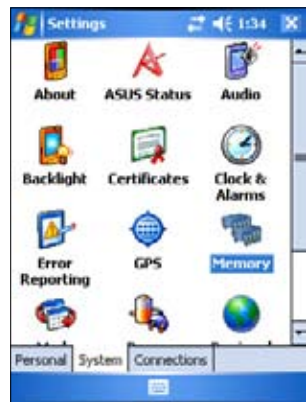 Settings 1:34
About ASUS Status Audio
Backlight Certificates Clock &
Alarms
Error GPS Memory
Reporting
Personal System Connections